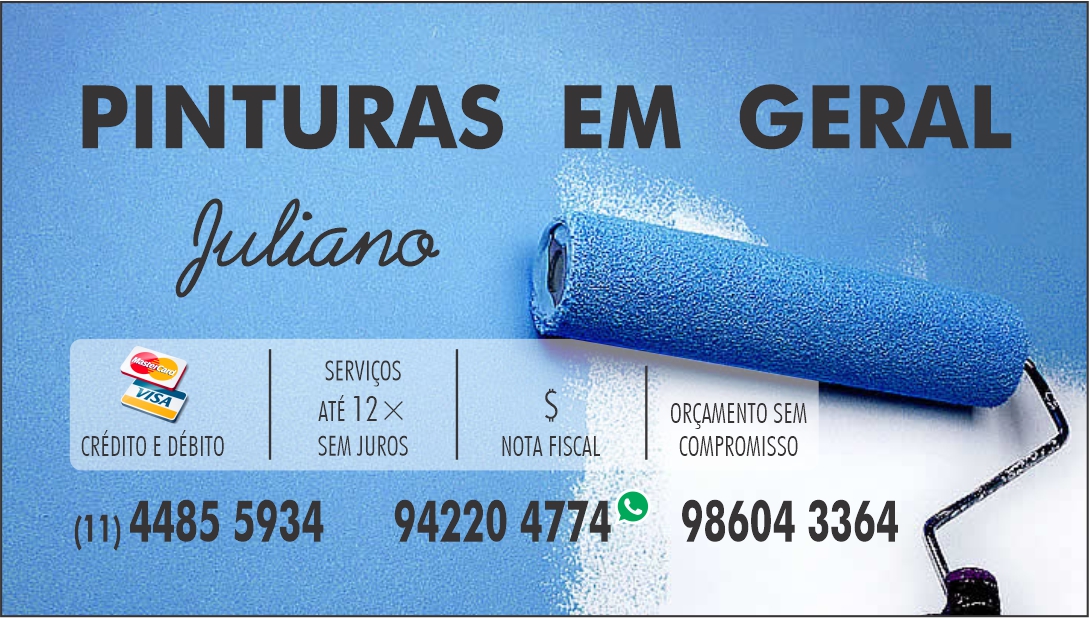 PINTURAS EM GERAL
Juliano
MasterCard
VISA
CRÉDITO E DÉBITO
SERVIÇOS
ATÉ 12×
SEM JUROS
$
NOTA FISCAL
ORÇAMENTO SEM
COMPROMISSO
(11) 4485 5934 94220 4774 98604 3364